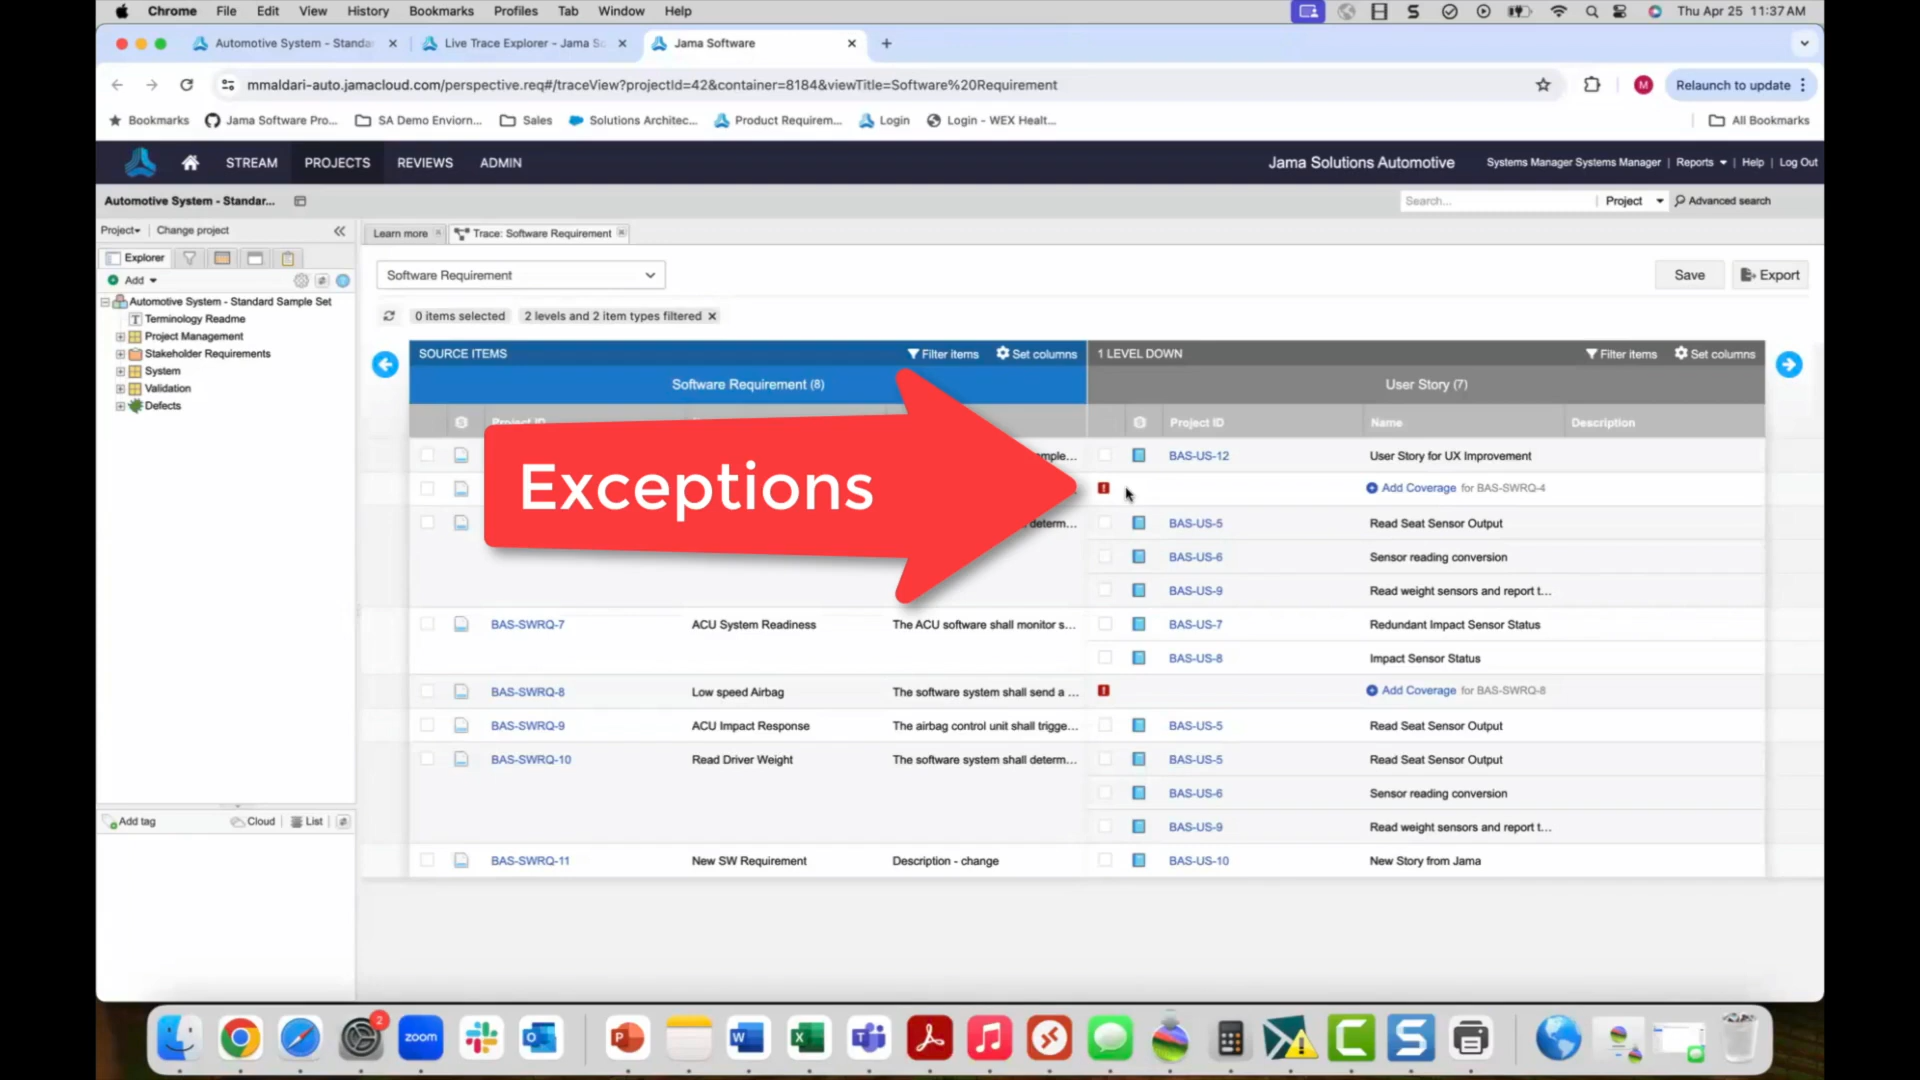 Chrome File Edit View History Bookmarks Profiles Tab Window Help Thu Apr 25 11:37 AM
Automotive System - Standa
Live Trace Explorer - Jama So
Jama Software
mmaldari-auto.jamacloud.com/perspective.req#/traceView?projectId=42&container=8184&viewTitle=Software%20Requirement
M
Relaunch to update
Bookmarks Jama Software Pro... SA Demo Enviorn... Sales Solutions Architec... Product Requirem... Login Login - WEX Healt... All Bookmarks
STREAM PROJECTS REVIEWS ADMIN Jama Solutions Automotive Systems Manager Systems Manager | Reports | Help | Log Out
Automotive System - Standar... Search... Project Advanced search
Project | Change project
Learn more
Trace: Software Requirement
Explorer
Add
Automotive System - Standard Sample Set
Terminology Readme
Project Management
Stakeholder Requirements
System
Validation
Defects
Add tag Cloud | List
Software Requirement
Save Export
0 items selected 2 levels and 2 item types filtered
SOURCE ITEMS Filter items Set columns 1 LEVEL DOWN Filter items Set columns
Software Requirement (8) User Story (7)
Project ID Project ID Name Description
mple... BAS-US-12 User Story for UX Improvement
Exceptions
Add Coverage for BAS-SWRQ-4
determ... BAS-US-5 Read Seat Sensor Output
BAS-US-6 Sensor reading conversion
BAS-US-9 Read weight sensors and report t...
BAS-SWRQ-7 ACU System Readiness The ACU software shall monitor s... BAS-US-7 Redundant Impact Sensor Status
BAS-US-8 Impact Sensor Status
BAS-SWRQ-8 Low speed Airbag The software system shall send a ... Add Coverage for BAS-SWRQ-8
BAS-SWRQ-9 ACU Impact Response The airbag control unit shall trigge... BAS-US-5 Read Seat Sensor Output
BAS-SWRQ-10 Read Driver Weight The software system shall determ... BAS-US-5 Read Seat Sensor Output
BAS-US-6 Sensor reading conversion
BAS-US-9 Read weight sensors and report t...
BAS-SWRQ-11 New SW Requirement Description - change BAS-US-10 New Story from Jama
2
zoom